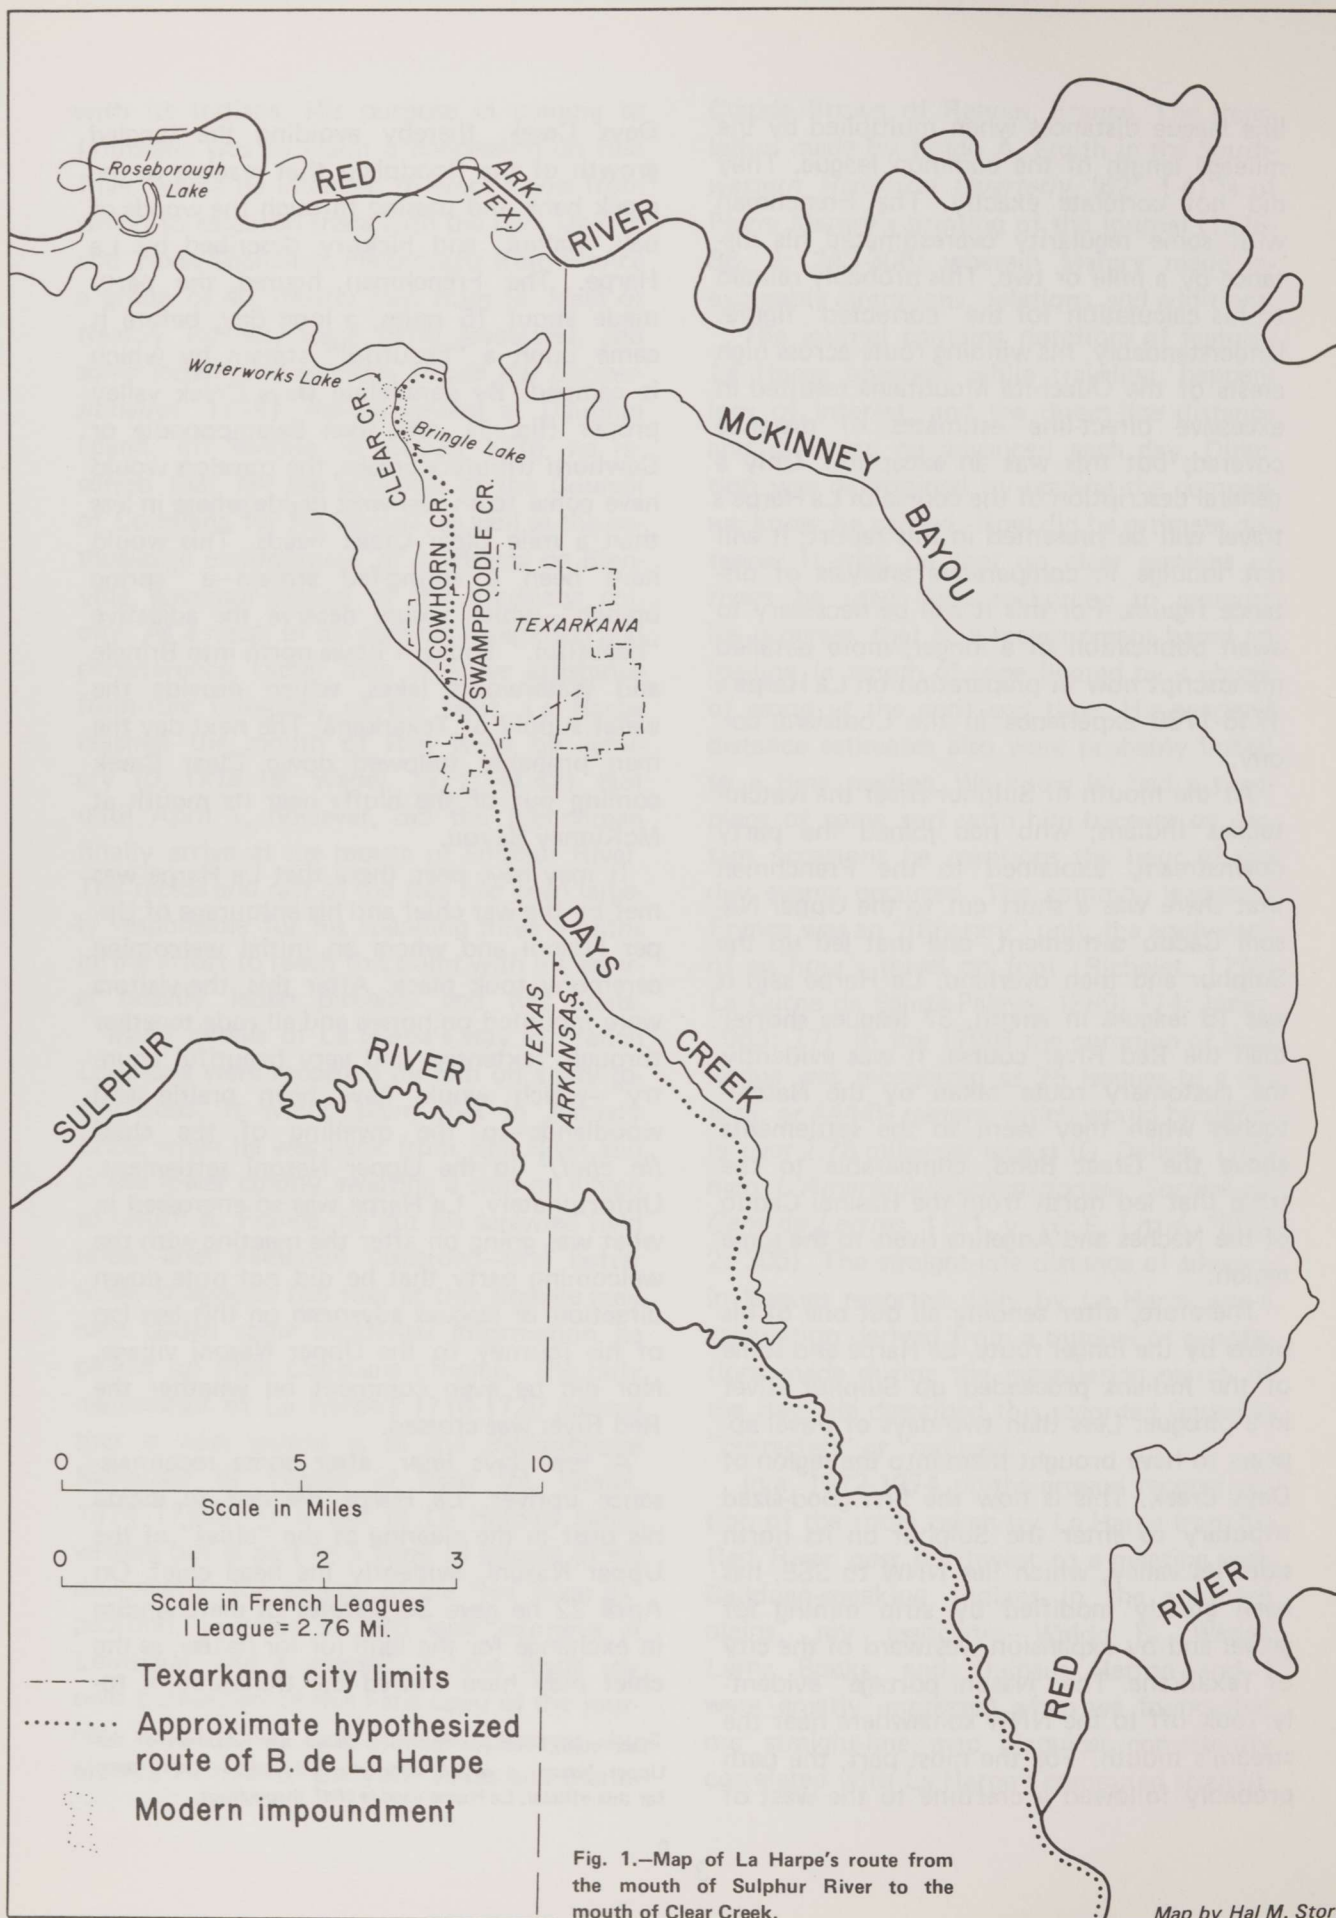 Roseborough
Lake
RED
ARK.
TEX.
RIVER
Waterworks Lake
CLEAR CR.
Bringle Lake
MCKINNEY
BAYOU
COWHORN CR.
SWAMPPOODLE CR.
TEXARKANA
DAYS
CREEK
TEXAS
ARKANSAS
SULPHUR
RIVER
RED
RIVER
0 5 10
Scale in Miles
0 1 2 3
Scale in French Leagues
1 League = 2.76 Mi.
Texarkana city limits
Approximate hypothesized
route of B. de La Harpe
Modern impoundment
Fig. 1.—Map of La Harpe's route from
the mouth of Sulphur River to the
mouth of Clear Creek.
Map by Hal M. Stor